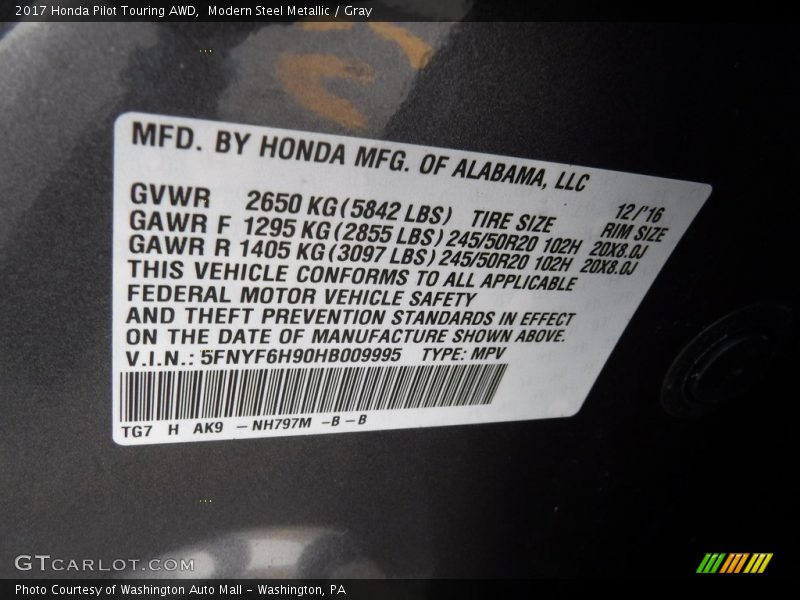 2017 Honda Pilot Touring AWD,  Modern Steel Metallic / Gray
MFD. BY HONDA MFG. OF ALABAMA, LLC
12/'16
GVWR 2650 KG (5842 LBS) TIRE SIZE RIM SIZE
GAWR F 1295 KG (2855 LBS) 245/50R20 102H 20X8.0J
GAWR R 1405 KG (3097 LBS) 245/50R20 102H 20X8.0J
THIS VEHICLE CONFORMS TO ALL APPLICABLE
FEDERAL MOTOR VEHICLE SAFETY
AND THEFT PREVENTION STANDARDS IN EFFECT
ON THE DATE OF MANUFACTURE SHOWN ABOVE.
V.I.N.: 5FNYF6H90HB009995 TYPE: MPV
TG7 H AK9 – NH797M –B – B
GTCARLOT.COM
Photo Courtesy of Washington Auto Mall – Washington, PA